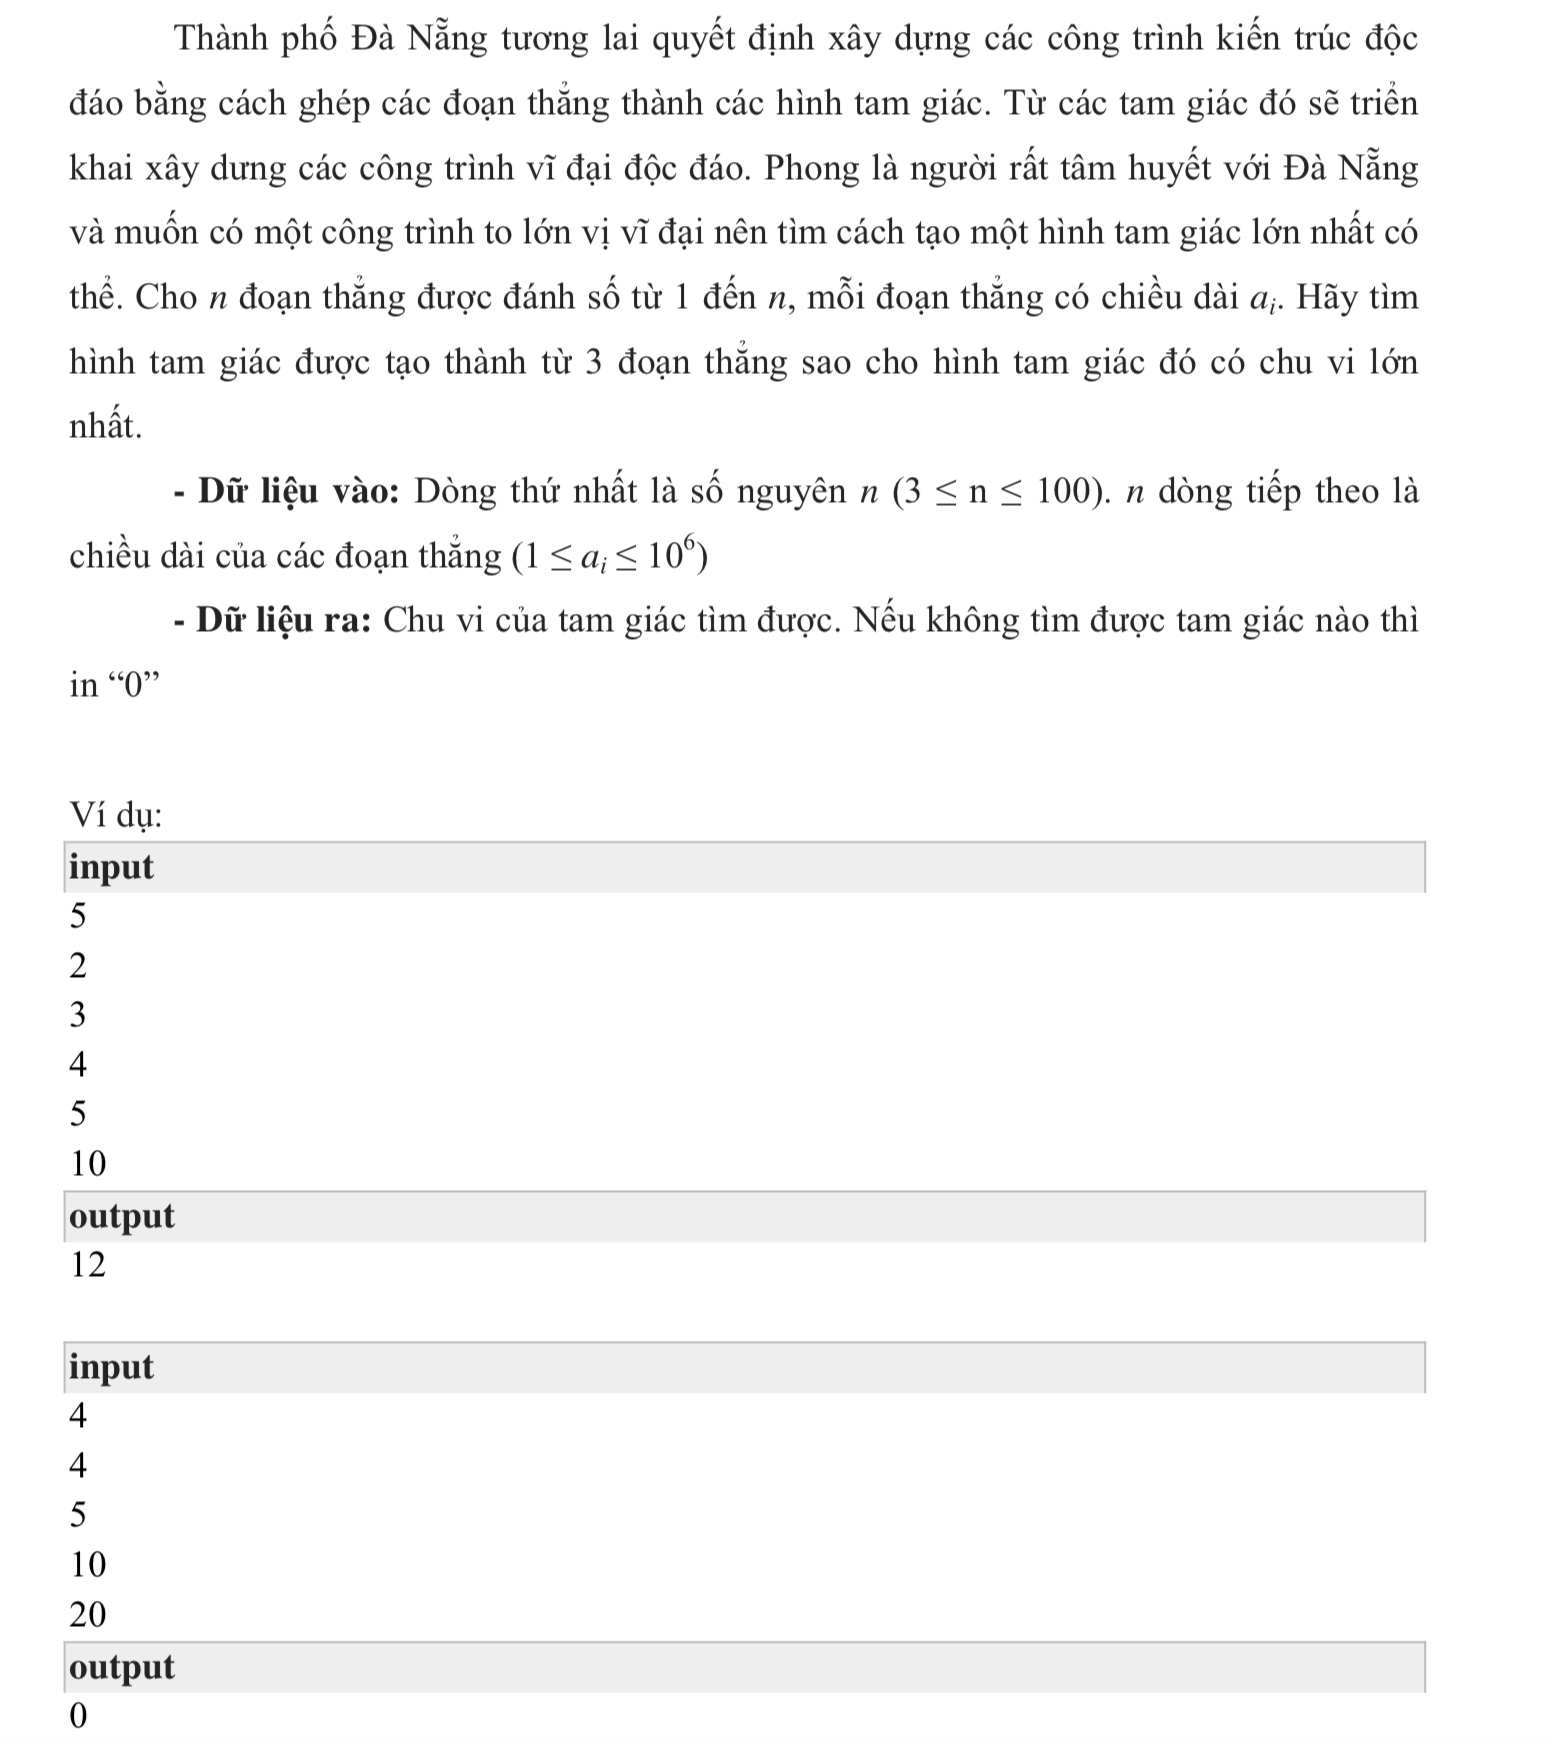 Thành phố Đà Nẵng tương lai quyết định xây dựng các công trình kiến trúc độc
đáo bằng cách ghép các đoạn thẳng thành các hình tam giác. Từ các tam giác đó sẽ triển
khai xây dưng các công trình vĩ đại độc đáo. Phong là người rất tâm huyết với Đà Nẵng
và muốn có một công trình to lớn vị vĩ đại nên tìm cách tạo một hình tam giác lớn nhất có
thể. Cho n đoạn thẳng được đánh số từ 1 đến n, mỗi đoạn thẳng có chiều dài aᵢ. Hãy tìm
hình tam giác được tạo thành từ 3 đoạn thẳng sao cho hình tam giác đó có chu vi lớn
nhất.
- Dữ liệu vào: Dòng thứ nhất là số nguyên n (3 ≤ n ≤ 100). n dòng tiếp theo là
chiều dài của các đoạn thẳng (1 ≤ aᵢ ≤ 10⁶)
- Dữ liệu ra: Chu vi của tam giác tìm được. Nếu không tìm được tam giác nào thì
in “0”
Ví dụ:
input
5
2
3
4
5
10
output
12
input
4
4
5
10
20
output
0